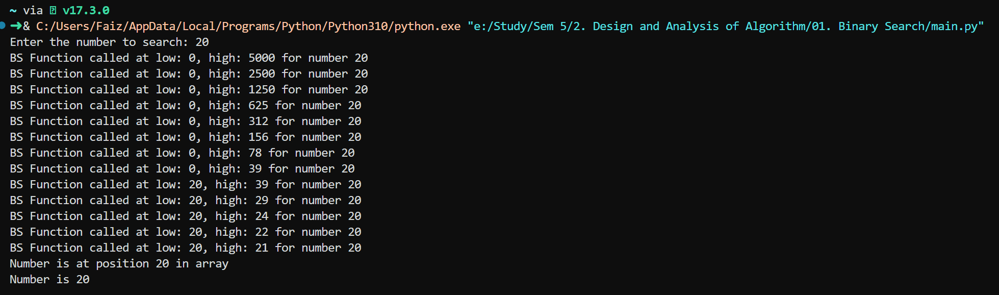 ~ via v17.3.0
➜& C:/Users/Faiz/AppData/Local/Programs/Python/Python310/python.exe "e:/Study/Sem 5/2. Design and Analysis of Algorithm/01. Binary Search/main.py"
Enter the number to search: 20
BS Function called at low: 0, high: 5000 for number 20
BS Function called at low: 0, high: 2500 for number 20
BS Function called at low: 0, high: 1250 for number 20
BS Function called at low: 0, high: 625 for number 20
BS Function called at low: 0, high: 312 for number 20
BS Function called at low: 0, high: 156 for number 20
BS Function called at low: 0, high: 78 for number 20
BS Function called at low: 0, high: 39 for number 20
BS Function called at low: 20, high: 39 for number 20
BS Function called at low: 20, high: 29 for number 20
BS Function called at low: 20, high: 24 for number 20
BS Function called at low: 20, high: 22 for number 20
BS Function called at low: 20, high: 21 for number 20
Number is at position 20 in array
Number is 20